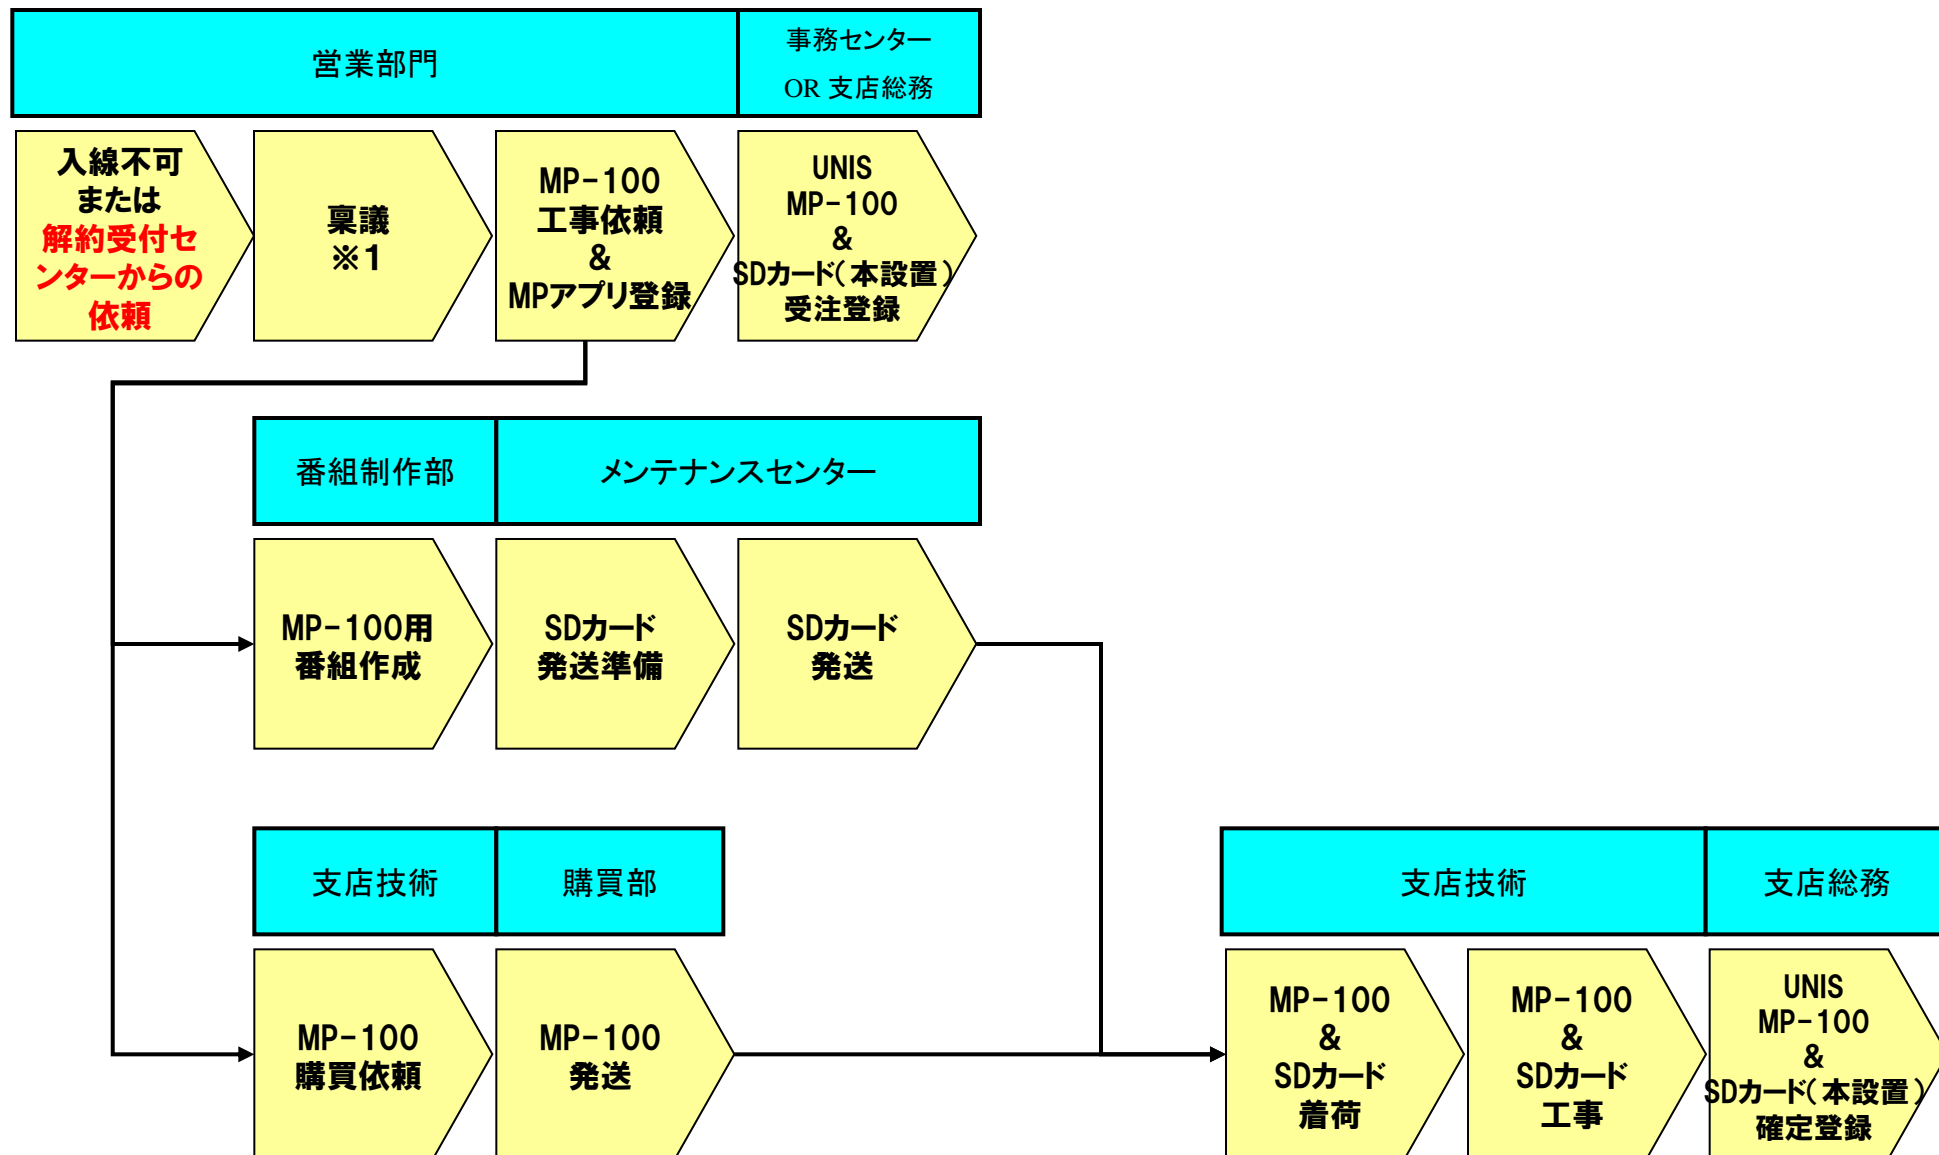 営業部門
事務センター
OR 支店総務
入線不可
または
解約受付セ
ンターからの
依頼
稟議
※1
MP-100
工事依頼
&
MPアプリ登録
UNIS
MP-100
&
SDカード(本設置)
受注登録
番組制作部
メンテナンスセンター
MP-100用
番組作成
SDカード
発送準備
SDカード
発送
支店技術
購買部
MP-100
購買依頼
MP-100
発送
支店技術
支店総務
MP-100
&
SDカード
着荷
MP-100
&
SDカード
工事
UNIS
MP-100
&
SDカード(本設置)
確定登録